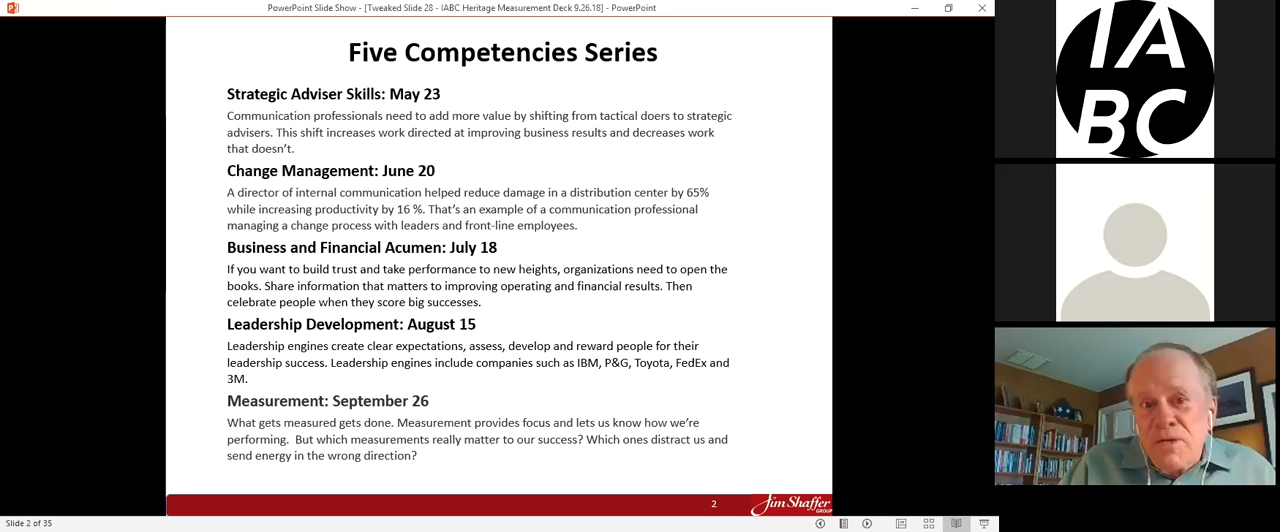 PowerPoint Slide Show - [Tweaked Slide 28 - IABC Heritage Measurement Deck 9.26.18] - PowerPoint
Five Competencies Series
Strategic Adviser Skills: May 23
Communication professionals need to add more value by shifting from tactical doers to strategic
advisers. This shift increases work directed at improving business results and decreases work
that doesn’t.
Change Management: June 20
A director of internal communication helped reduce damage in a distribution center by 65%
while increasing productivity by 16 %. That’s an example of a communication professional
managing a change process with leaders and front-line employees.
Business and Financial Acumen: July 18
If you want to build trust and take performance to new heights, organizations need to open the
books. Share information that matters to improving operating and financial results. Then
celebrate people when they score big successes.
Leadership Development: August 15
Leadership engines create clear expectations, assess, develop and reward people for their
leadership success. Leadership engines include companies such as IBM, P&G, Toyota, FedEx and
3M.
Measurement: September 26
What gets measured gets done. Measurement provides focus and lets us know how we’re
performing.  But which measurements really matter to our success? Which ones distract us and
send energy in the wrong direction?
2
Jim Shaffer
GROUP
Slide 2 of 35
IA
BC